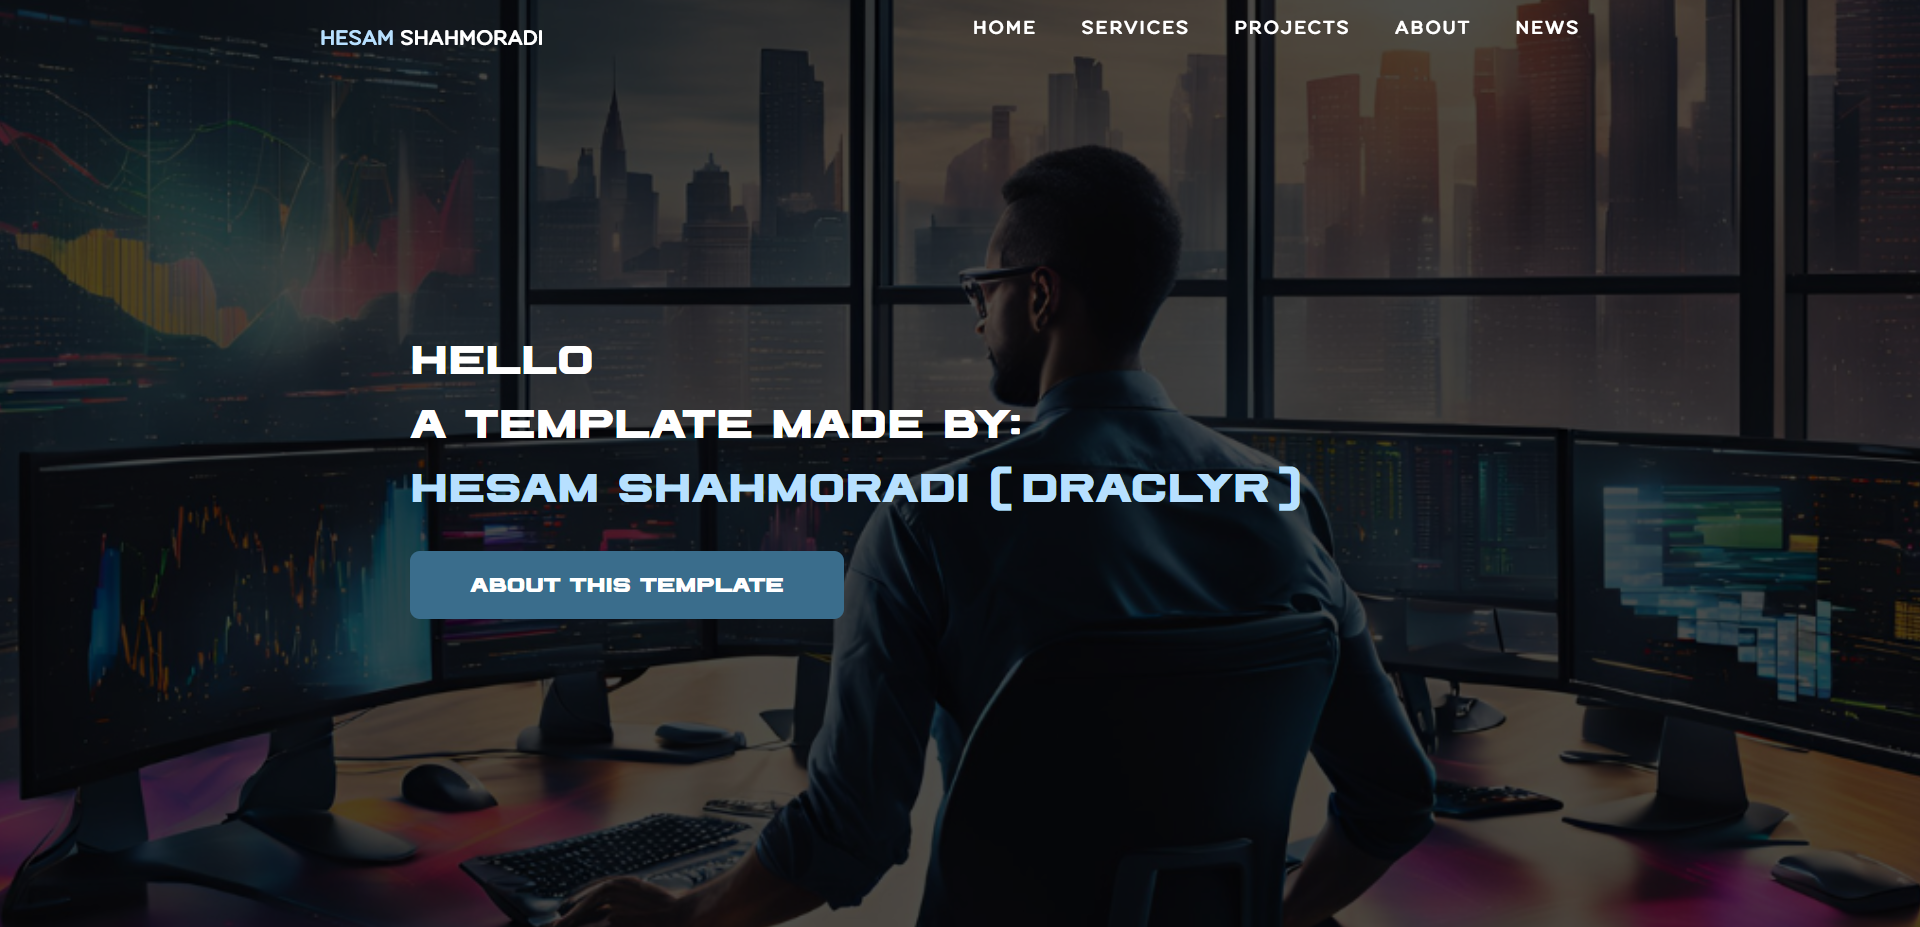 HESAM SHAHMORADI
HOME SERVICES PROJECTS ABOUT NEWS
HELLO
A TEMPLATE MADE BY:
HESAM SHAHMORADI (DRACLYR)
ABOUT THIS TEMPLATE